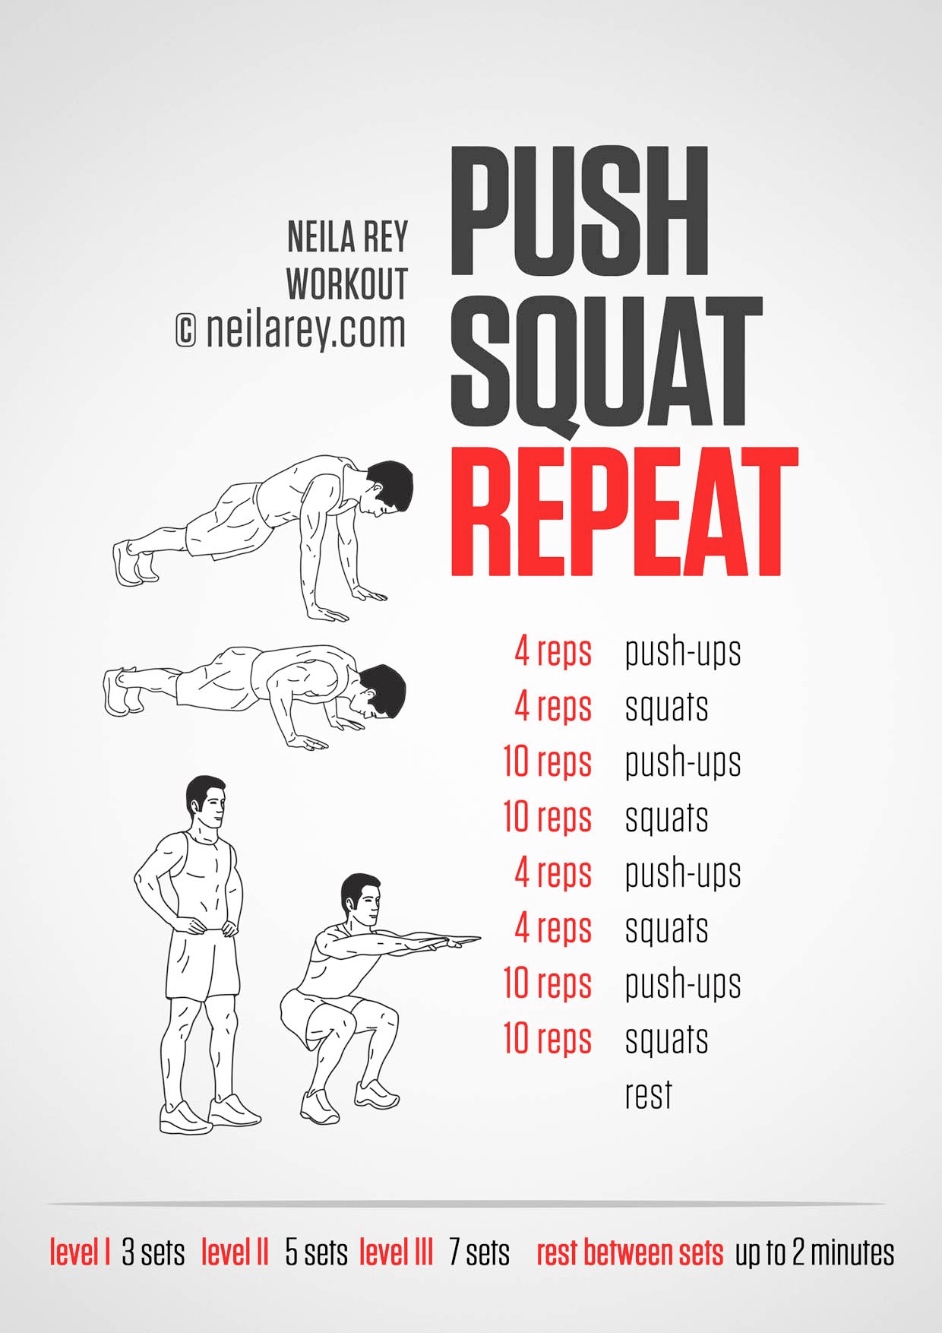 NEILA REY
WORKOUT
© neilarey.com
PUSH
SQUAT
REPEAT
4 reps push-ups
4 reps squats
10 reps push-ups
10 reps squats
4 reps push-ups
4 reps squats
10 reps push-ups
10 reps squats
rest
level I 3 sets level II 5 sets level III 7 sets rest between sets up to 2 minutes